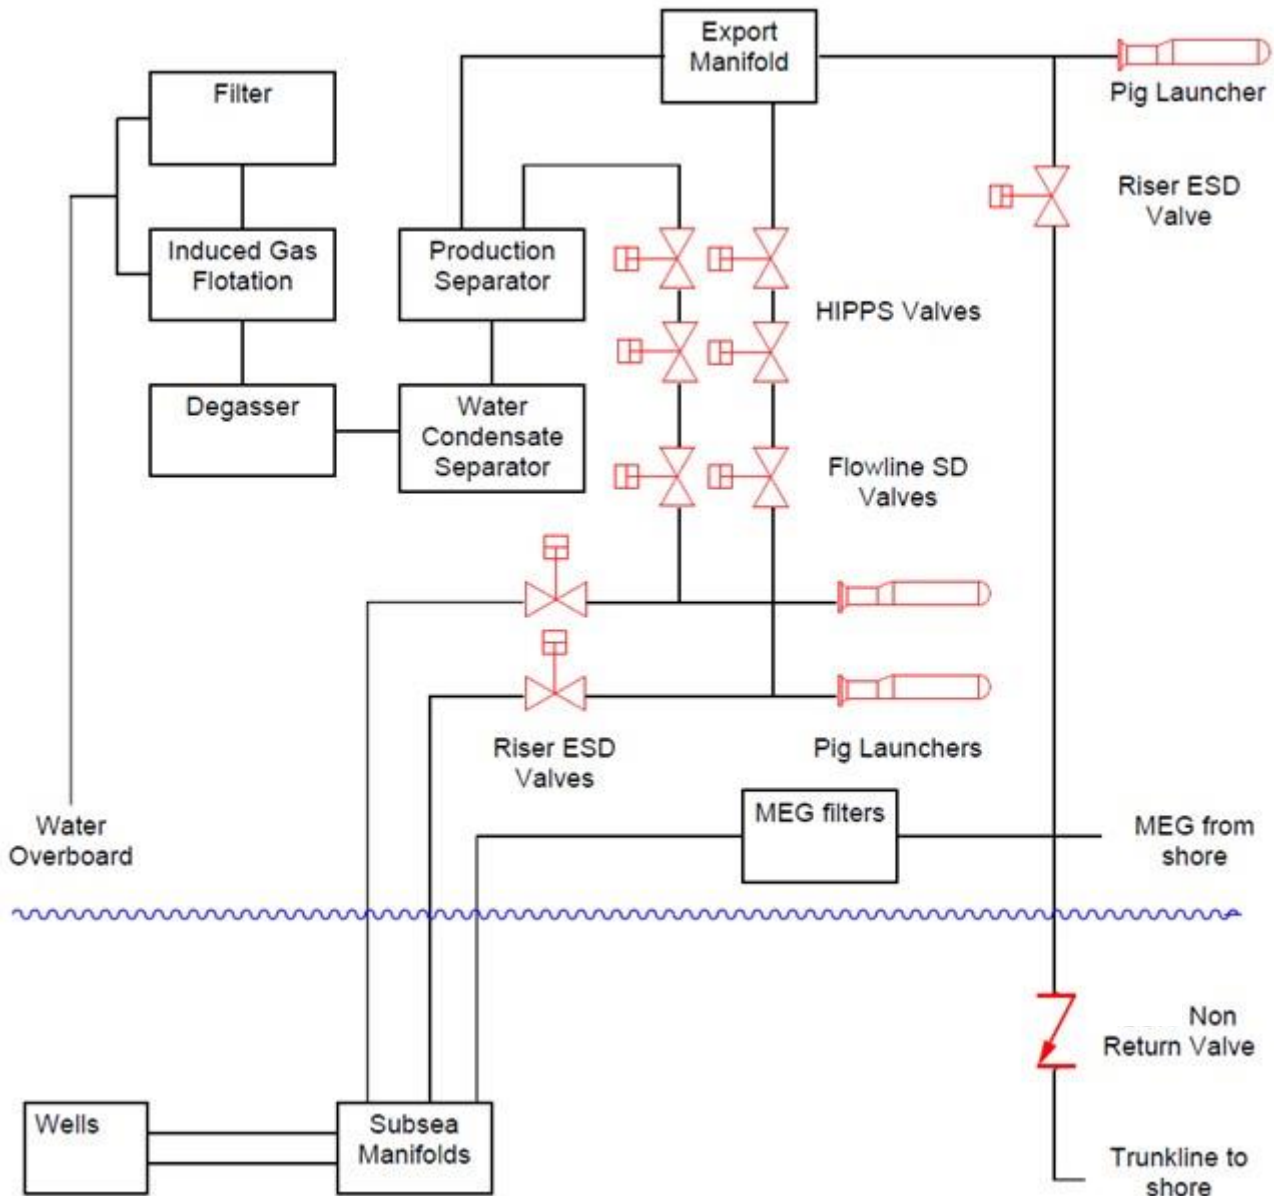 Export
Manifold
Pig Launcher
Filter
Riser ESD
Valve
Induced Gas
Flotation
Production
Separator
HIPPS Valves
Degasser
Water
Condensate
Separator
Flowline SD
Valves
Riser ESD
Valves
Pig Launchers
MEG filters
MEG from
shore
Water
Overboard
Non
Return Valve
Wells
Subsea
Manifolds
Trunkline to
shore